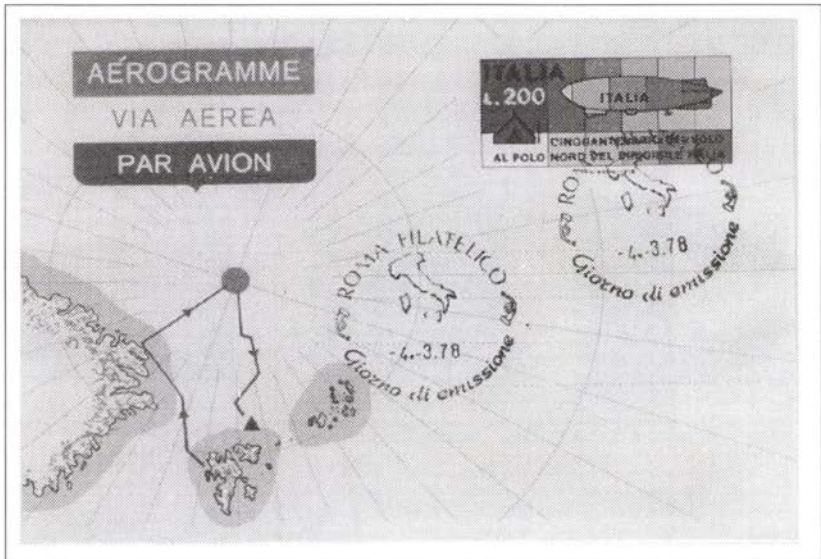 AÉROGRAMME
VIA AEREA
PAR AVION
ITALIA
L.200
ITALIA
CINQUANTENARIO DEL VOLO
AL POLO NORD DEL DIRIGIBILE ITALIA
ROMA FILATELICO
-4.-3.78
Giorno di emissione
-4.-3.78
Giorno di emissione